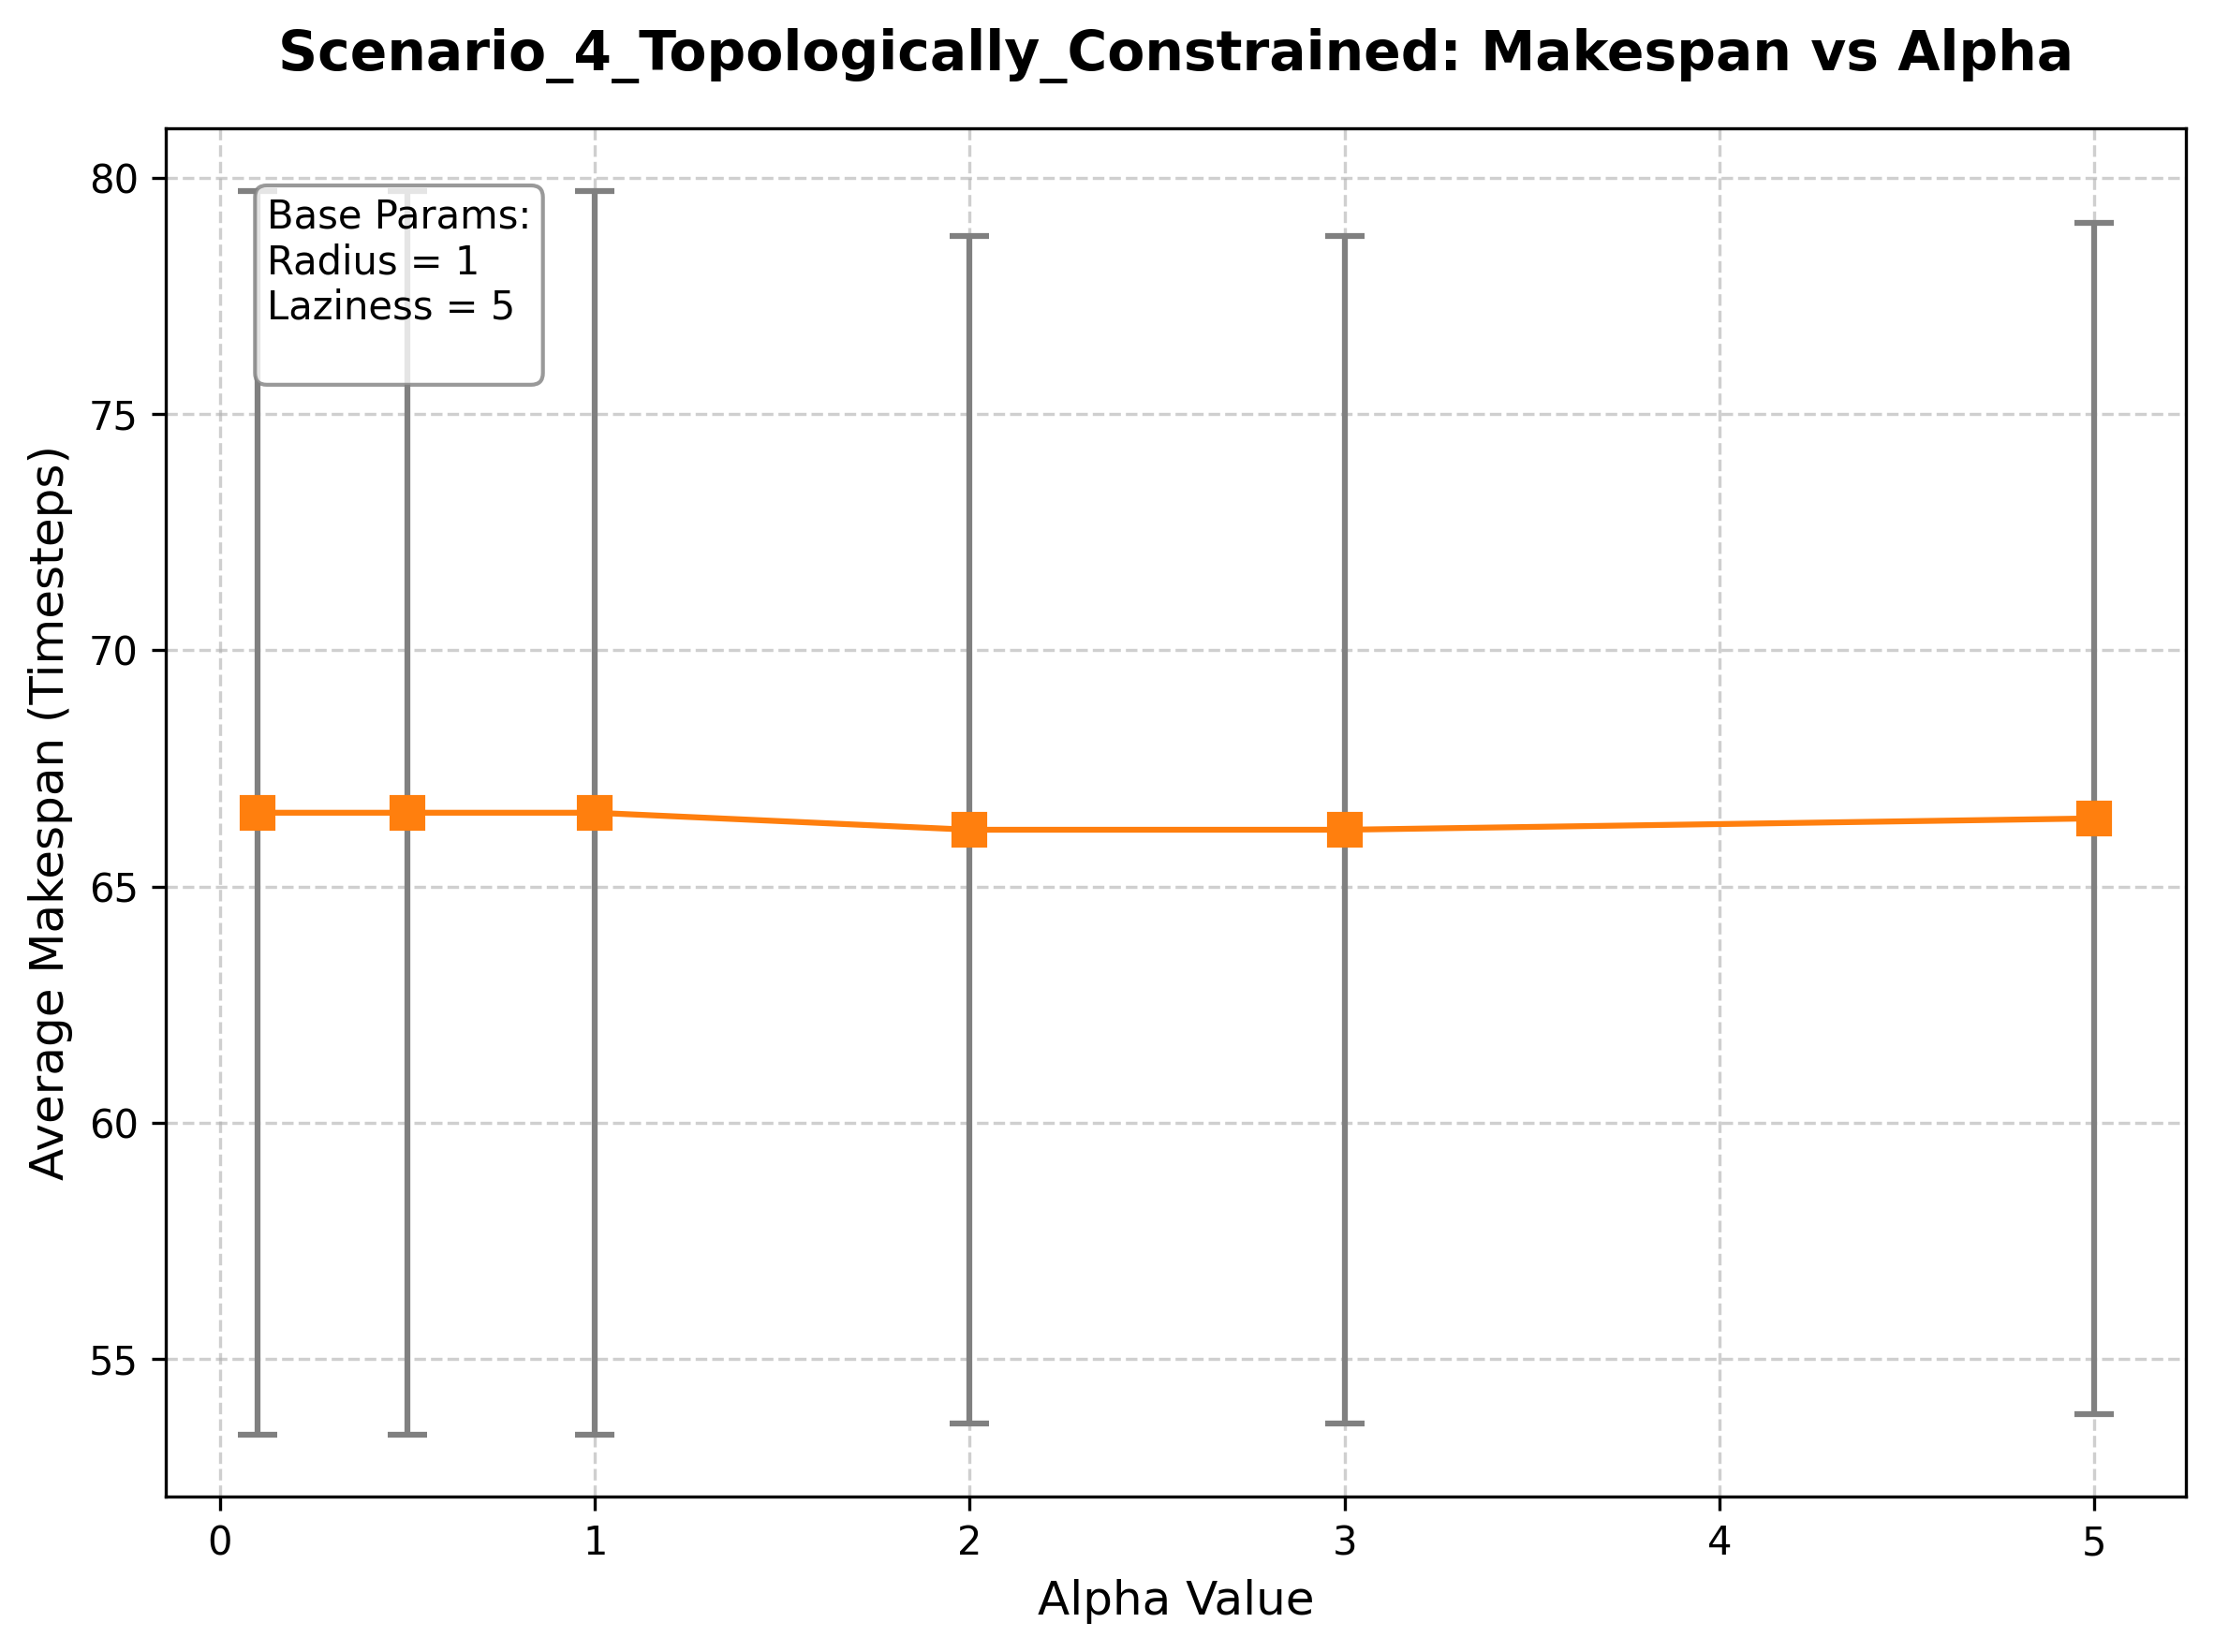 Scenario_4_Topologically_Constrained: Makespan vs Alpha
Base Params:
Radius = 1
Laziness = 5
80
75
70
65
60
55
Average Makespan (Timesteps)
0
1
2
3
4
5
Alpha Value